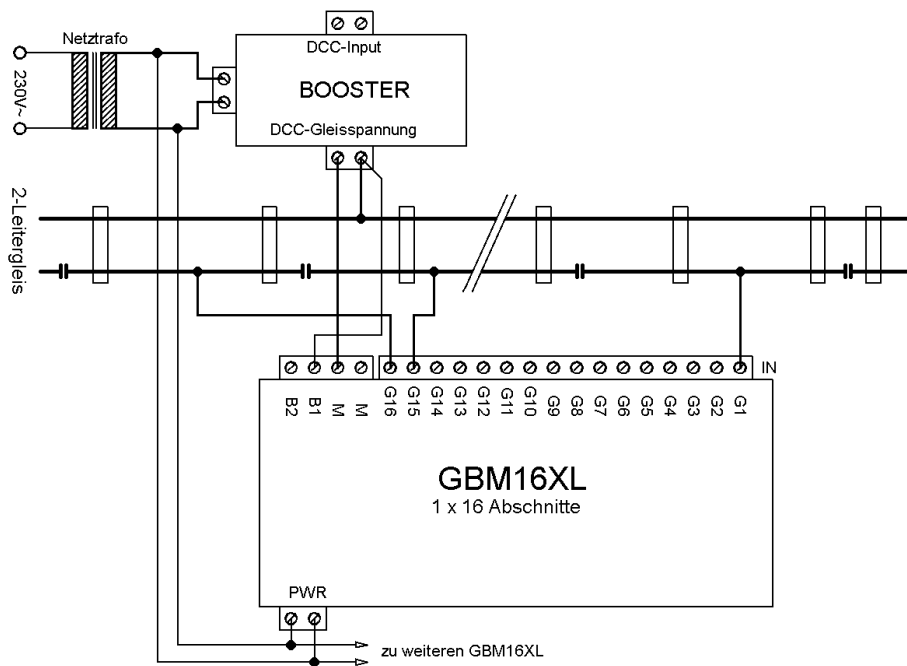 Netztrafo
230V~
DCC-Input
BOOSTER
DCC-Gleisspannung
2-Leitergleis
IN
B2
B1
M
M
G16
G15
G14
G13
G12
G11
G10
G9
G8
G7
G6
G5
G4
G3
G2
G1
GBM16XL
1 x 16 Abschnitte
PWR
zu weiteren GBM16XL